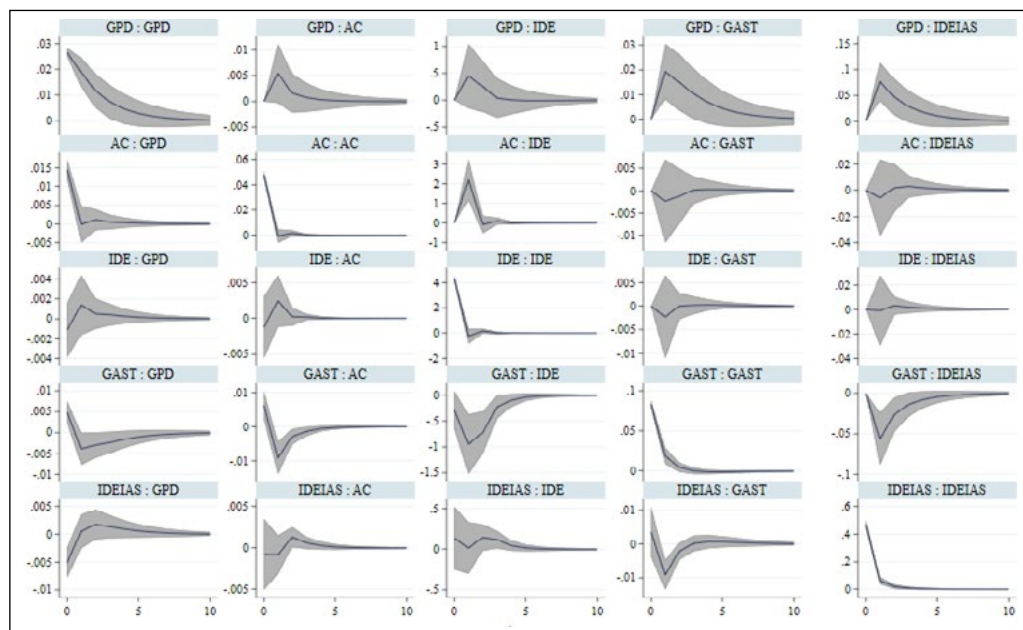 GPD : GPD GPD : AC GPD : IDE GPD : GAST GPD : IDEIAS
.03 .02 .01 0
.010 .005 0 -.005
1 .5 0 -.5
.03 .02 .01 0
.15 .10 .05 0
AC : GPD AC : AC AC : IDE AC : GAST AC : IDEIAS
.015 .010 .005 0 -.005
.06 .04 .02 0
3 2 1 0 -1
.005 0 -.005 -.01
.02 0 -.02 -.04
IDE : GPD IDE : AC IDE : IDE IDE : GAST IDE : IDEIAS
.004 .002 0 -.002 -.004
.005 0 -.005
4 2 0 -2
.005 0 -.005 -.01
.02 0 -.02 -.04
GAST : GPD GAST : AC GAST : IDE GAST : GAST GAST : IDEIAS
.01 .005 0 -.005 -.01
.01 0 -.01
0 -.5 -1 -1.5
.1 .05 0
0 -.05 -.1
IDEIAS : GPD IDEIAS : AC IDEIAS : IDE IDEIAS : GAST IDEIAS : IDEIAS
.005 0 -.005 -.01
.005 0 -.005
.5 0 -.5
.01 0 -.01
.6 .4 .2 0
0 5 10 0 5 10 0 5 10 0 5 10 0 5 10